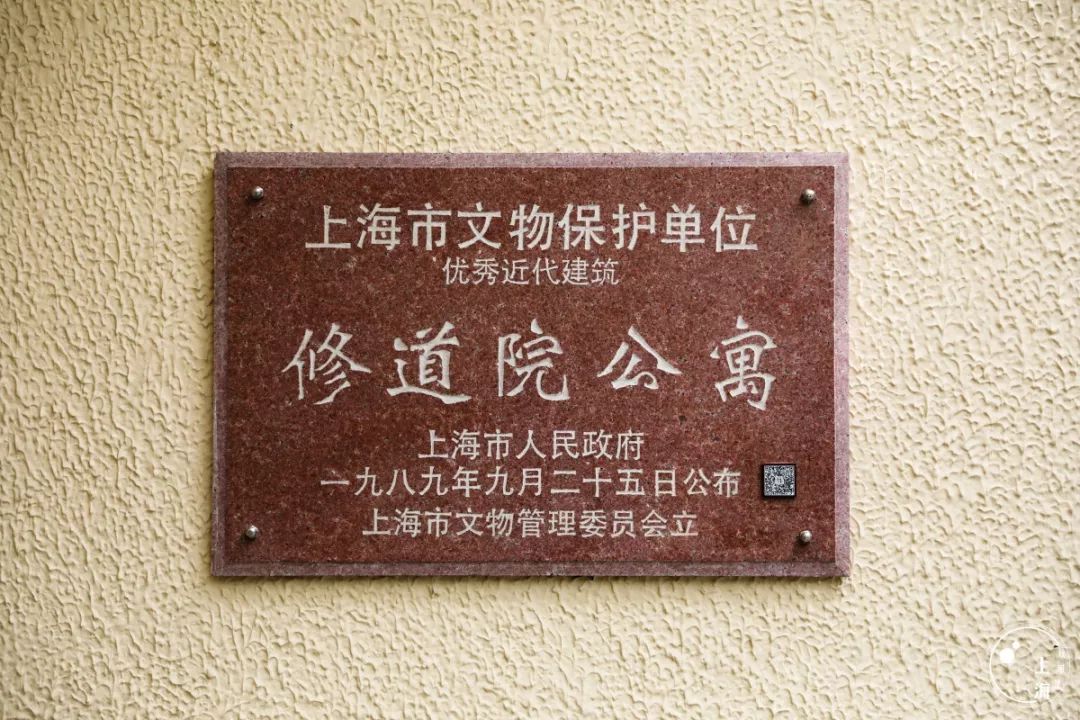 上海市文物保护单位
优秀近代建筑
修道院公寓
上海市人民政府
一九八九年九月二十五日公布
上海市文物管理委员会立
上海